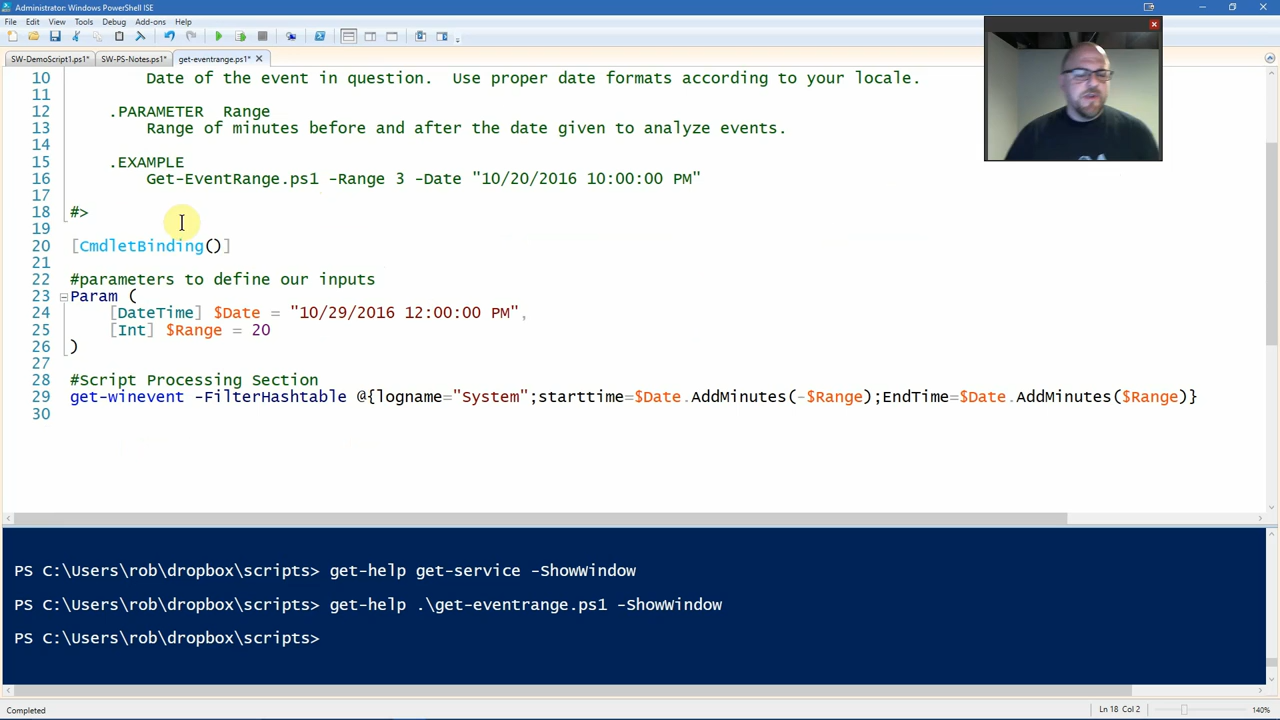 Administrator: Windows PowerShell ISE
File Edit View Tools Debug Add-ons Help
SW-DemoScript1.ps1* SW-PS-Notes.ps1* get-eventrange.ps1*
10 Date of the event in question.  Use proper date formats according to your locale.
11
12 .PARAMETER  Range
13 Range of minutes before and after the date given to analyze events.
14
15 .EXAMPLE
16 Get-EventRange.ps1 -Range 3 -Date "10/20/2016 10:00:00 PM"
17
18 #>
19
20 [CmdletBinding()]
21
22 #parameters to define our inputs
23 Param (
24 [DateTime] $Date = "10/29/2016 12:00:00 PM",
25 [Int] $Range = 20
26 )
27
28 #Script Processing Section
29 get-winevent -FilterHashtable @{logname="System";starttime=$Date.AddMinutes(-$Range);EndTime=$Date.AddMinutes($Range)}
30
PS C:\Users\rob\dropbox\scripts> get-help get-service -ShowWindow
PS C:\Users\rob\dropbox\scripts> get-help .\get-eventrange.ps1 -ShowWindow
PS C:\Users\rob\dropbox\scripts>
Completed Ln 18 Col 2 140%